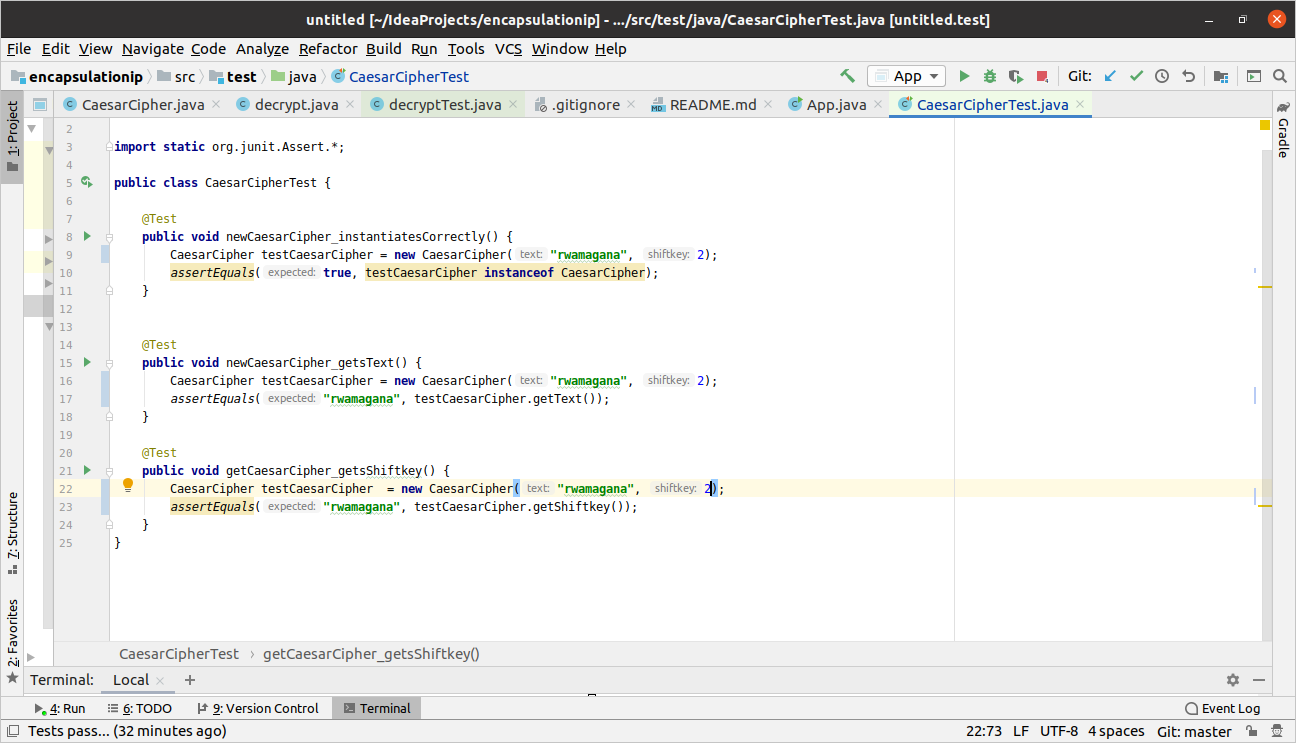 untitled [~/IdeaProjects/encapsulationip] - .../src/test/java/CaesarCipherTest.java [untitled.test]
File Edit View Navigate Code Analyze Refactor Build Run Tools VCS Window Help
encapsulationip src test java CaesarCipherTest App Git:
CaesarCipher.java decrypt.java decryptTest.java .gitignore README.md App.java CaesarCipherTest.java
1: Project
Gradle
2
3 import static org.junit.Assert.*;
4
5 public class CaesarCipherTest {
6
7 @Test
8 public void newCaesarCipher_instantiatesCorrectly() {
9 CaesarCipher testCaesarCipher = new CaesarCipher( text: "rwamagana", shiftkey: 2);
10 assertEquals( expected: true, testCaesarCipher instanceof CaesarCipher);
11 }
12
13
14 @Test
15 public void newCaesarCipher_getsText() {
16 CaesarCipher testCaesarCipher = new CaesarCipher( text: "rwamagana", shiftkey: 2);
17 assertEquals( expected: "rwamagana", testCaesarCipher.getText());
18 }
19
20 @Test
21 public void getCaesarCipher_getsShiftkey() {
22 CaesarCipher testCaesarCipher  = new CaesarCipher( text: "rwamagana", shiftkey: 2);
23 assertEquals( expected: "rwamagana", testCaesarCipher.getShiftkey());
24 }
25 }
7: Structure
2: Favorites
CaesarCipherTest › getCaesarCipher_getsShiftkey()
Terminal: Local × +
4: Run 6: TODO 9: Version Control Terminal Event Log
Tests pass... (32 minutes ago) 22:73 LF UTF-8 4 spaces Git: master